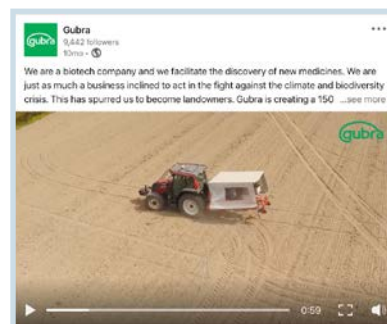 gubra
Gubra
9,442 followers
10mo •
We are a biotech company and we facilitate the discovery of new medicines. We are
just as much a business inclined to act in the fight against the climate and biodiversity
crisis. This has spurred us to become landowners. Gubra is creating a 150 ...see more
gubra
0:59